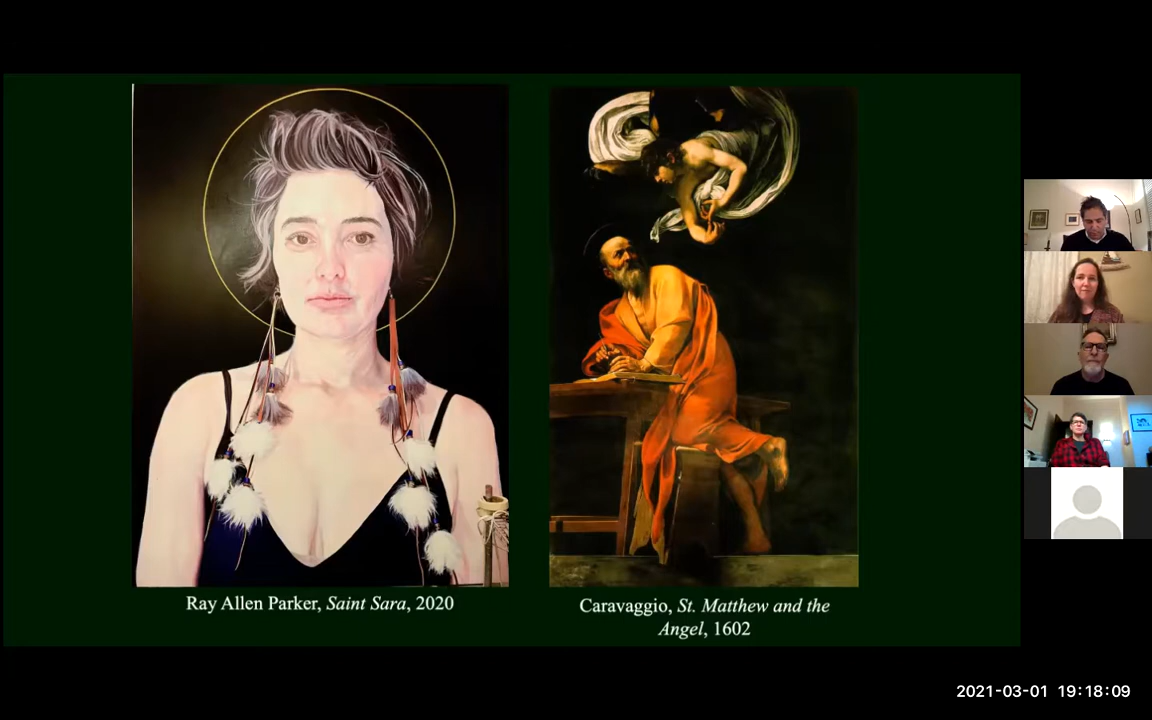 Ray Allen Parker, Saint Sara, 2020
Caravaggio, St. Matthew and the
Angel, 1602
2021-03-01 19:18:09